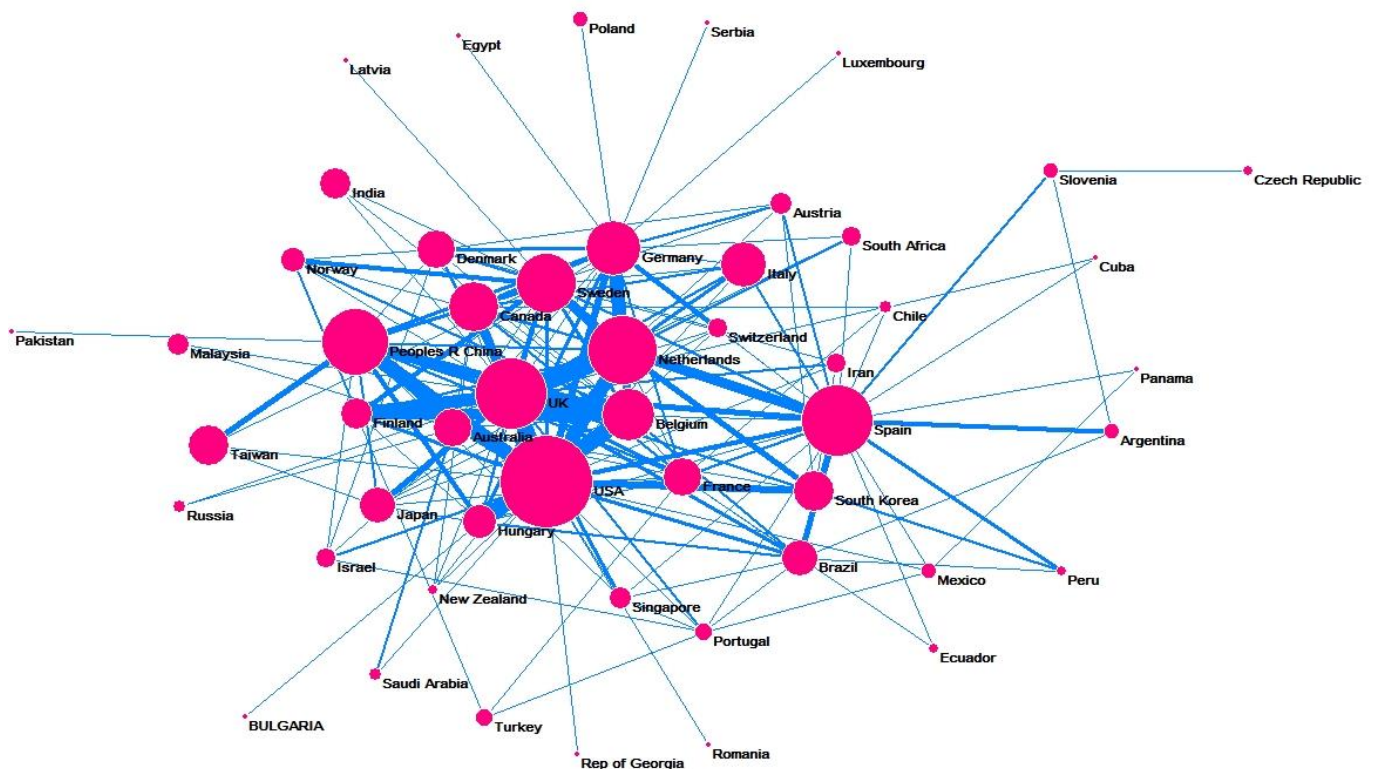 Poland
Serbia
Egypt
Luxembourg
Latvia
Slovenia
Czech Republic
India
Austria
South Africa
Denmark
Germany
Italy
Norway
Cuba
Sweden
Canada
Chile
Pakistan
Malaysia
Peoples R China
Netherlands
Switzerland
Iran
Panama
UK
Finland
Australia
Belgium
Spain
Argentina
Taiwan
USA
France
South Korea
Russia
Japan
Hungary
Israel
Brazil
Mexico
Peru
New Zealand
Singapore
Portugal
Ecuador
Saudi Arabia
BULGARIA
Turkey
Romania
Rep of Georgia